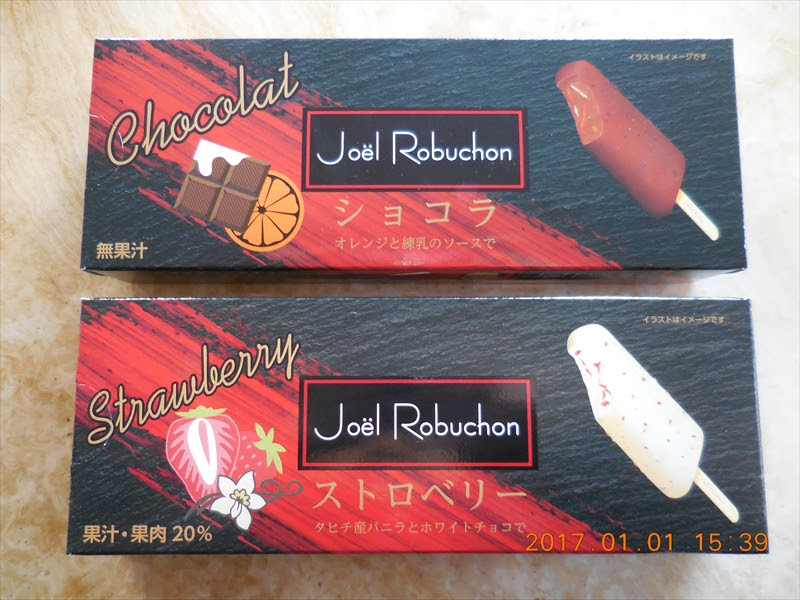 イラストはイメージです
Chocolat
Joël Robuchon
ショコラ
オレンジと練乳のソースで
無果汁
イラストはイメージです
Strawberry
Joël Robuchon
ストロベリー
タヒチ産バニラとホワイトチョコで
果汁・果肉 20%
2017.01.01 15:39